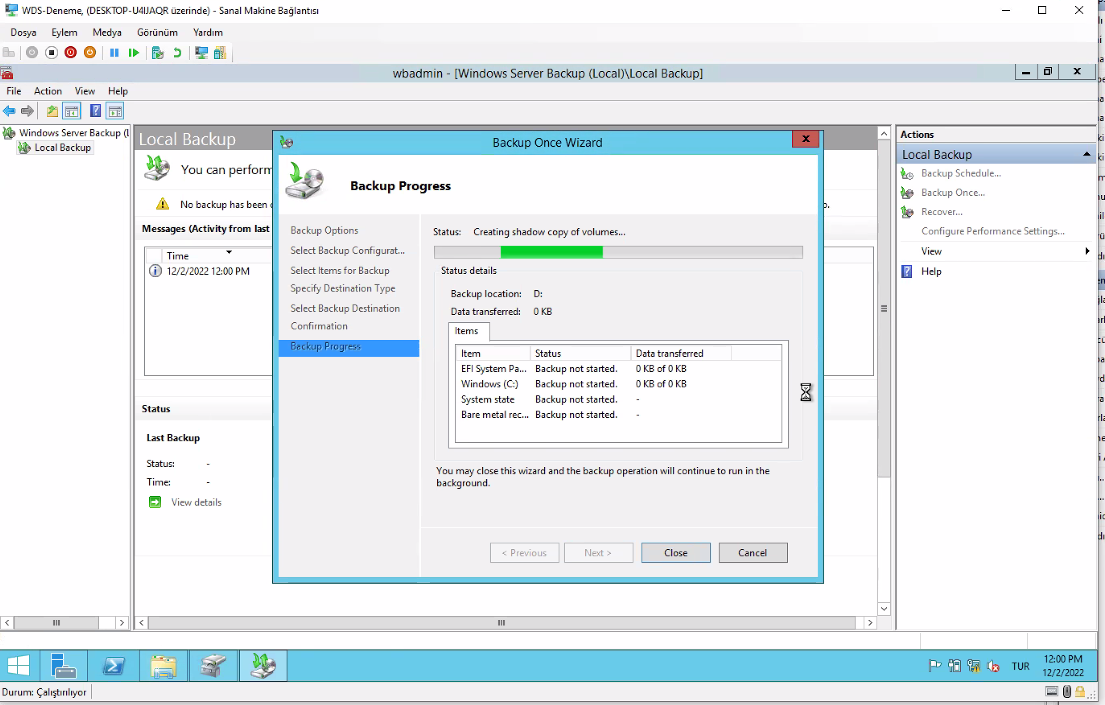 WDS-Deneme, (DESKTOP-U4IJAQR üzerinde) - Sanal Makine Bağlantısı
Dosya Eylem Medya Görünüm Yardım
wbadmin - [Windows Server Backup (Local)\Local Backup]
File Action View Help
Windows Server Backup (L
Local Backup
Local Backup
You can perform
No backup has been
Messages (Activity from last
Time
12/2/2022 12:00 PM
Status
Last Backup
Status: -
Time: -
View details
Backup Once Wizard
Backup Progress
Backup Options
Select Backup Configurat...
Select Items for Backup
Specify Destination Type
Select Backup Destination
Confirmation
Backup Progress
Status: Creating shadow copy of volumes...
Status details
Backup location: D:
Data transferred: 0 KB
Items
Item Status Data transferred
EFI System Pa... Backup not started. 0 KB of 0 KB
Windows (C:) Backup not started. 0 KB of 0 KB
System state Backup not started. -
Bare metal rec... Backup not started. -
You may close this wizard and the backup operation will continue to run in the
background.
< Previous Next > Close Cancel
Actions
Local Backup
Backup Schedule...
Backup Once...
Recover...
Configure Performance Settings...
View
Help
TUR
12:00 PM
12/2/2022
Durum: Çalıştırılıyor